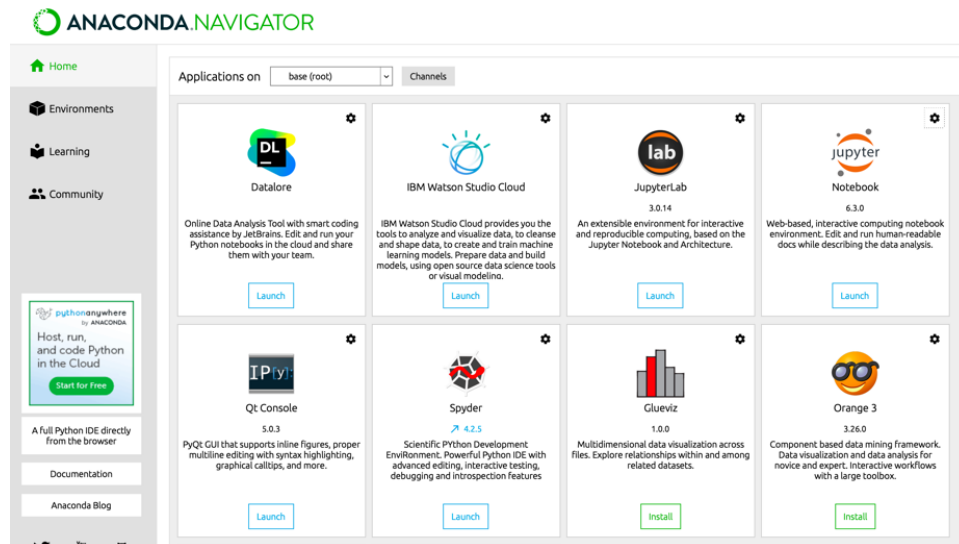 ANACONDA.NAVIGATOR
Home
Environments
Learning
Community
pythonanywhere
by ANACONDA
Host, run,
and code Python
in the Cloud
Start for Free
A full Python IDE directly
from the browser
Documentation
Anaconda Blog
Applications on
base (root)
Channels
DL
Datalore
Online Data Analysis Tool with smart coding
assistance by JetBrains. Edit and run your
Python notebooks in the cloud and share
them with your team.
Launch
IBM Watson Studio Cloud
IBM Watson Studio Cloud provides you the
tools to analyze and visualize data, to cleanse
and shape data, to create and train machine
learning models. Prepare data and build
models, using open source data science tools
or visual modeling.
Launch
lab
JupyterLab
3.0.14
An extensible environment for interactive
and reproducible computing, based on the
Jupyter Notebook and Architecture.
Launch
jupyter
Notebook
6.3.0
Web-based, interactive computing notebook
environment. Edit and run human-readable
docs while describing the data analysis.
Launch
IP[y]:
Qt Console
5.0.3
PyQt GUI that supports inline figures, proper
multiline editing with syntax highlighting,
graphical calltips, and more.
Launch
Spyder
4.2.5
Scientific PYthon Development
EnviRonment. Powerful Python IDE with
advanced editing, interactive testing,
debugging and introspection features
Launch
Glueviz
1.0.0
Multidimensional data visualization across
files. Explore relationships within and among
related datasets.
Install
Orange 3
3.26.0
Component based data mining framework.
Data visualization and data analysis for
novice and expert. Interactive workflows
with a large toolbox.
Install